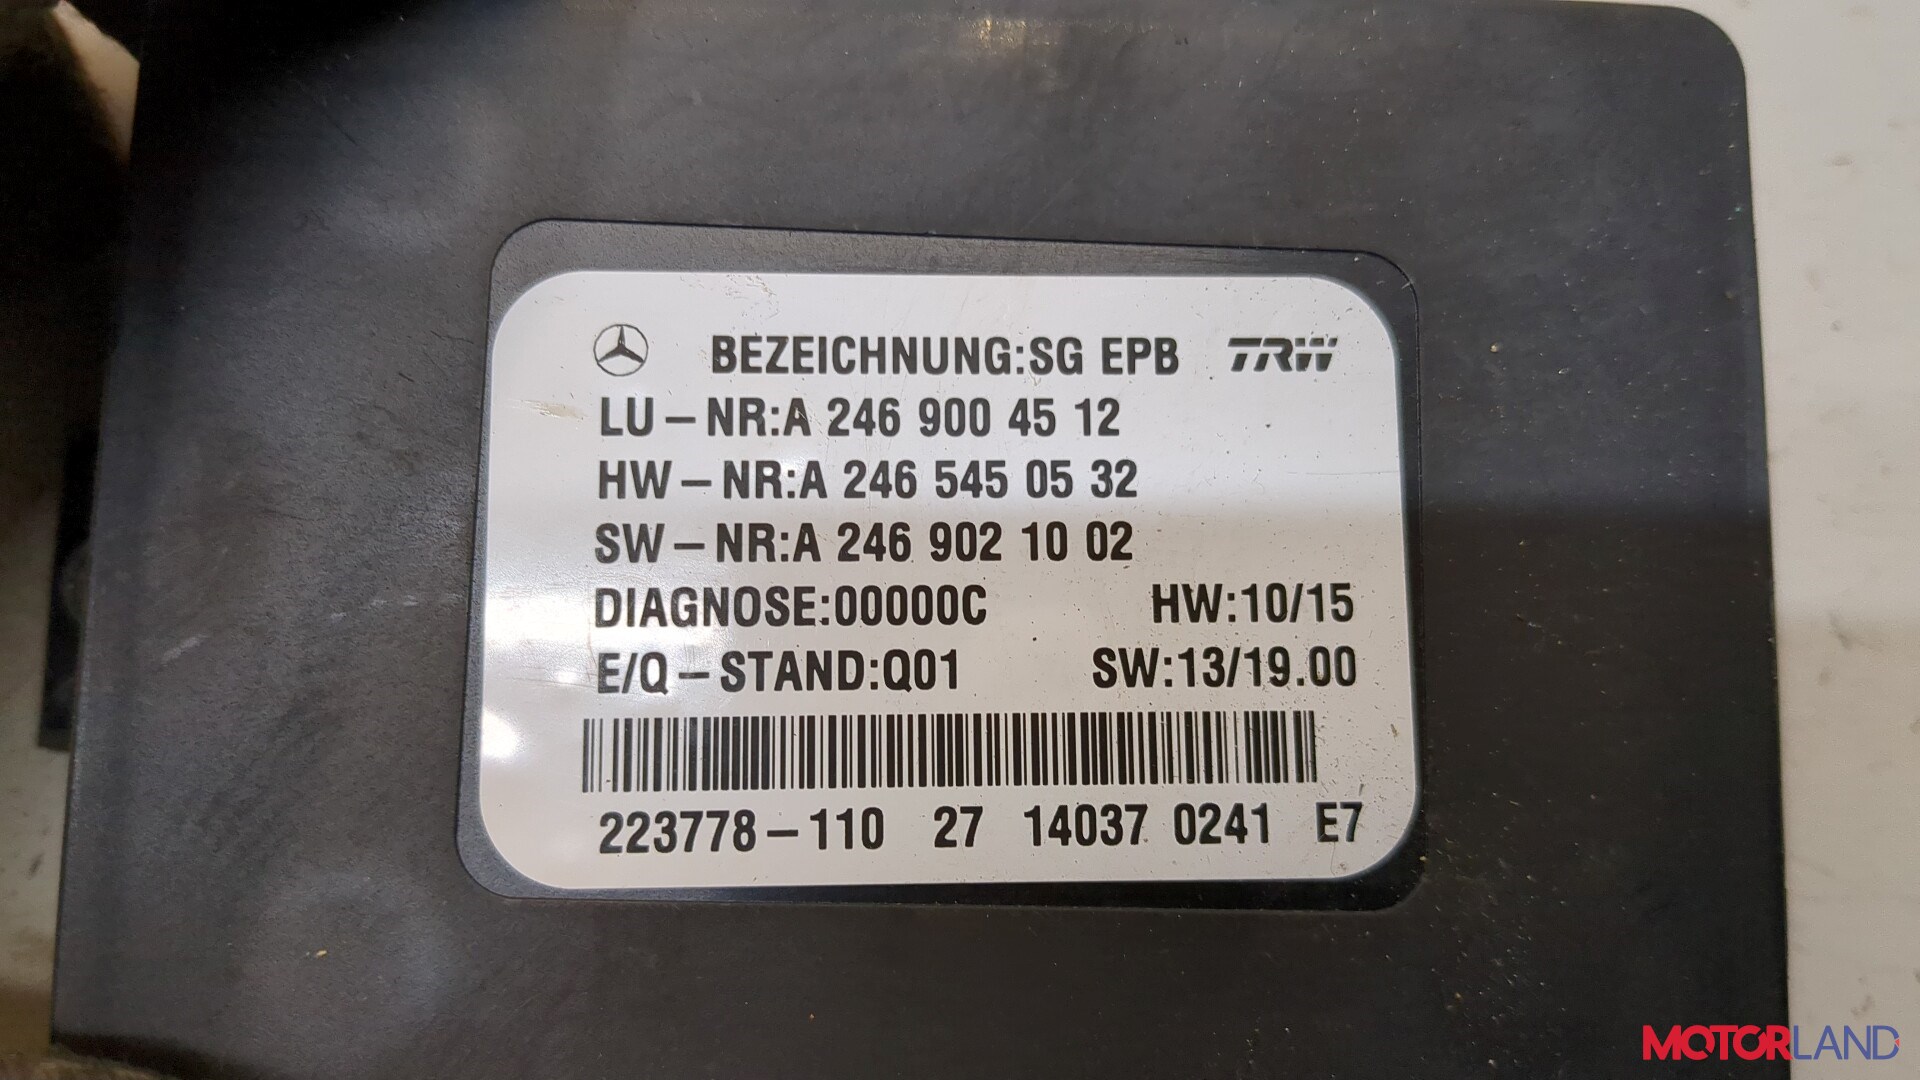 BEZEICHNUNG:SG EPB TRW
LU-NR:A 246 900 45 12
HW-NR:A 246 545 05 32
SW-NR:A 246 902 10 02
DIAGNOSE:00000C HW:10/15
E/Q-STAND:Q01 SW:13/19.00
223778-110 27 14037 0241 E7
MOTORLAND